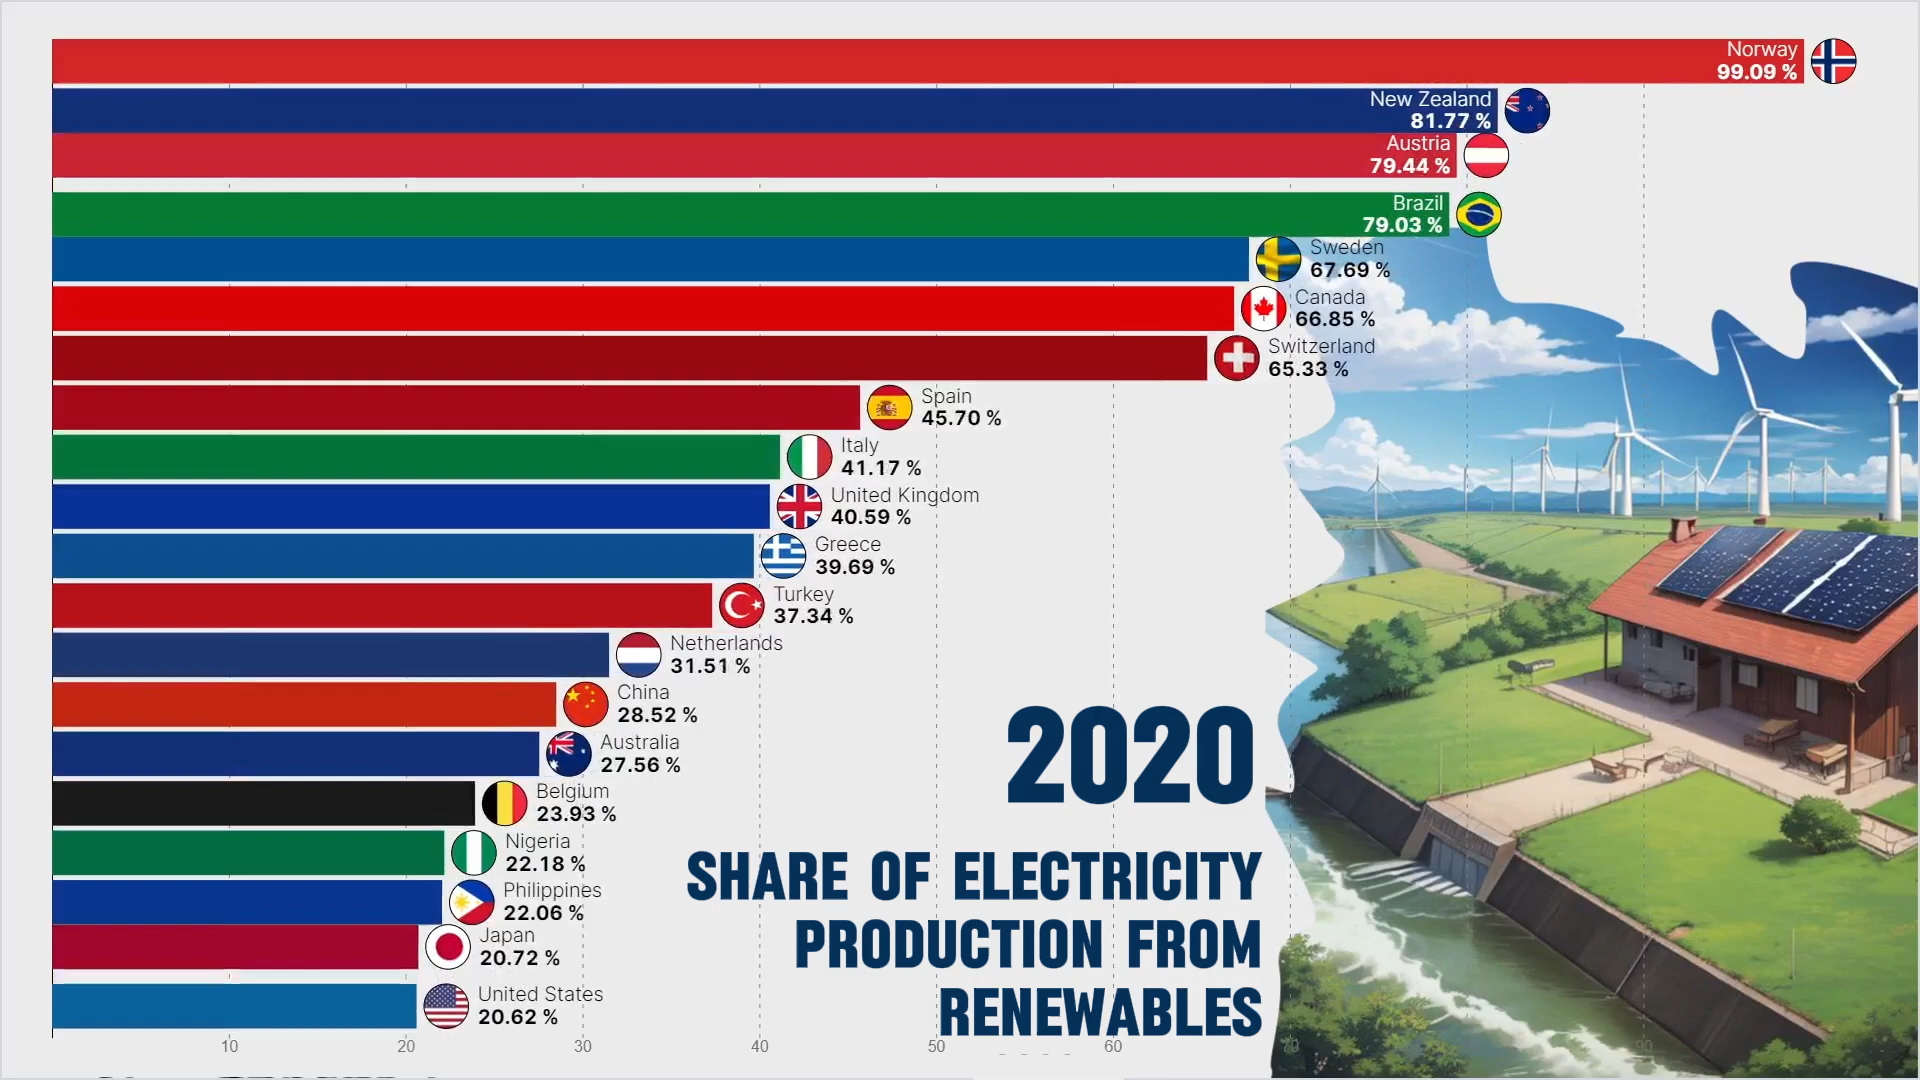 Norway
99.09 %
New Zealand
81.77 %
Austria
79.44 %
Brazil
79.03 %
Sweden
67.69 %
Canada
66.85 %
Switzerland
65.33 %
Spain
45.70 %
Italy
41.17 %
United Kingdom
40.59 %
Greece
39.69 %
Turkey
37.34 %
Netherlands
31.51 %
China
28.52 %
Australia
27.56 %
Belgium
23.93 %
Nigeria
22.18 %
Philippines
22.06 %
Japan
20.72 %
United States
20.62 %
2020
SHARE OF ELECTRICITY
PRODUCTION FROM
RENEWABLES
10 20 30 40 50 60 70 90